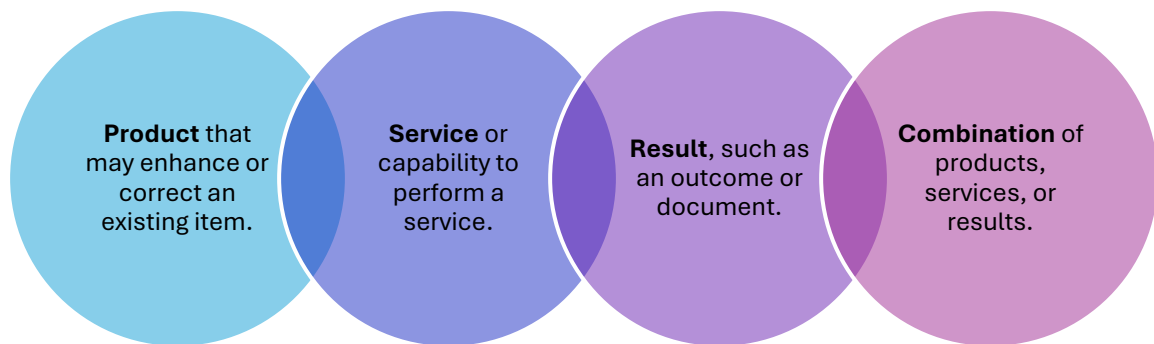 Product that
may enhance or
correct an
existing item.
Service or
capability to
perform a
service.
Result, such as
an outcome or
document.
Combination of
products,
services, or
results.